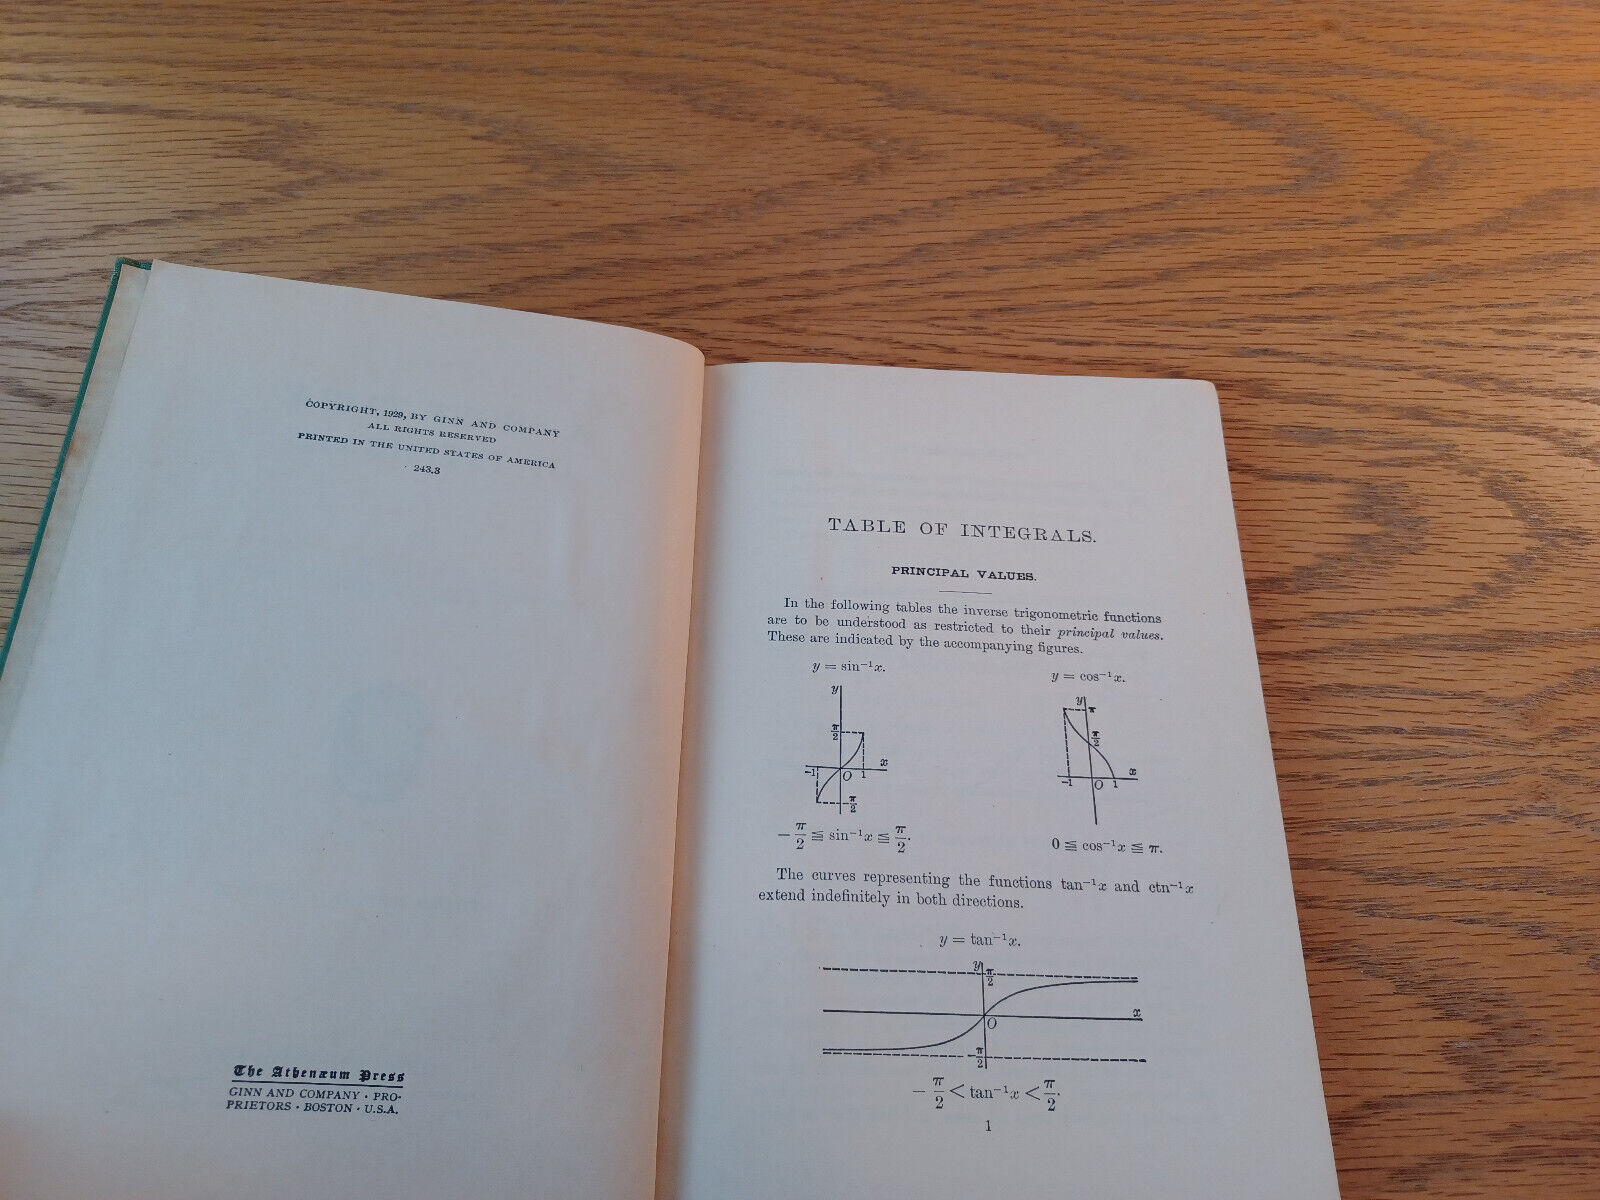 COPYRIGHT, 1929, BY GINN AND COMPANY
ALL RIGHTS RESERVED
PRINTED IN THE UNITED STATES OF AMERICA
243.3
The Athenæum Press
GINN AND COMPANY · PRO-
PRIETORS · BOSTON · U.S.A.
TABLE OF INTEGRALS.
PRINCIPAL VALUES.
In the following tables the inverse trigonometric functions
are to be understood as restricted to their principal values.
These are indicated by the accompanying figures.
y = sin⁻¹x.
y
π/2
-1 O 1 x
-π/2
-π/2 ≦ sin⁻¹x ≦ π/2.
y = cos⁻¹x.
y π
π/2
-1 O 1 x
0 ≦ cos⁻¹x ≦ π.
The curves representing the functions tan⁻¹x and ctn⁻¹x
extend indefinitely in both directions.
y = tan⁻¹x.
y π/2
O x
-π/2
-π/2 < tan⁻¹x < π/2.
1